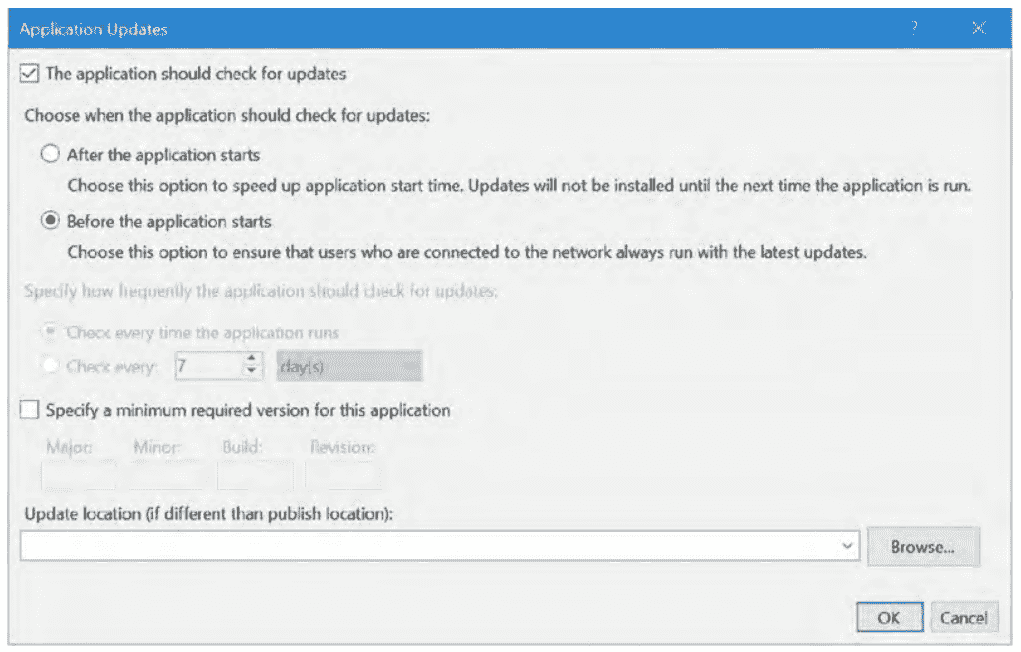 Application Updates ?
The application should check for updates
Choose when the application should check for updates:
After the application starts
Choose this option to speed up application start time. Updates will not be installed until the next time the application is run.
Before the application starts
Choose this option to ensure that users who are connected to the network always run with the latest updates.
Specify how frequently the application should check for updates:
Check every time the application runs
Check every: 7 day(s)
Specify a minimum required version for this application
Major: Minor: Build: Revision:
Update location (if different than publish location):
Browse...
OK Cancel